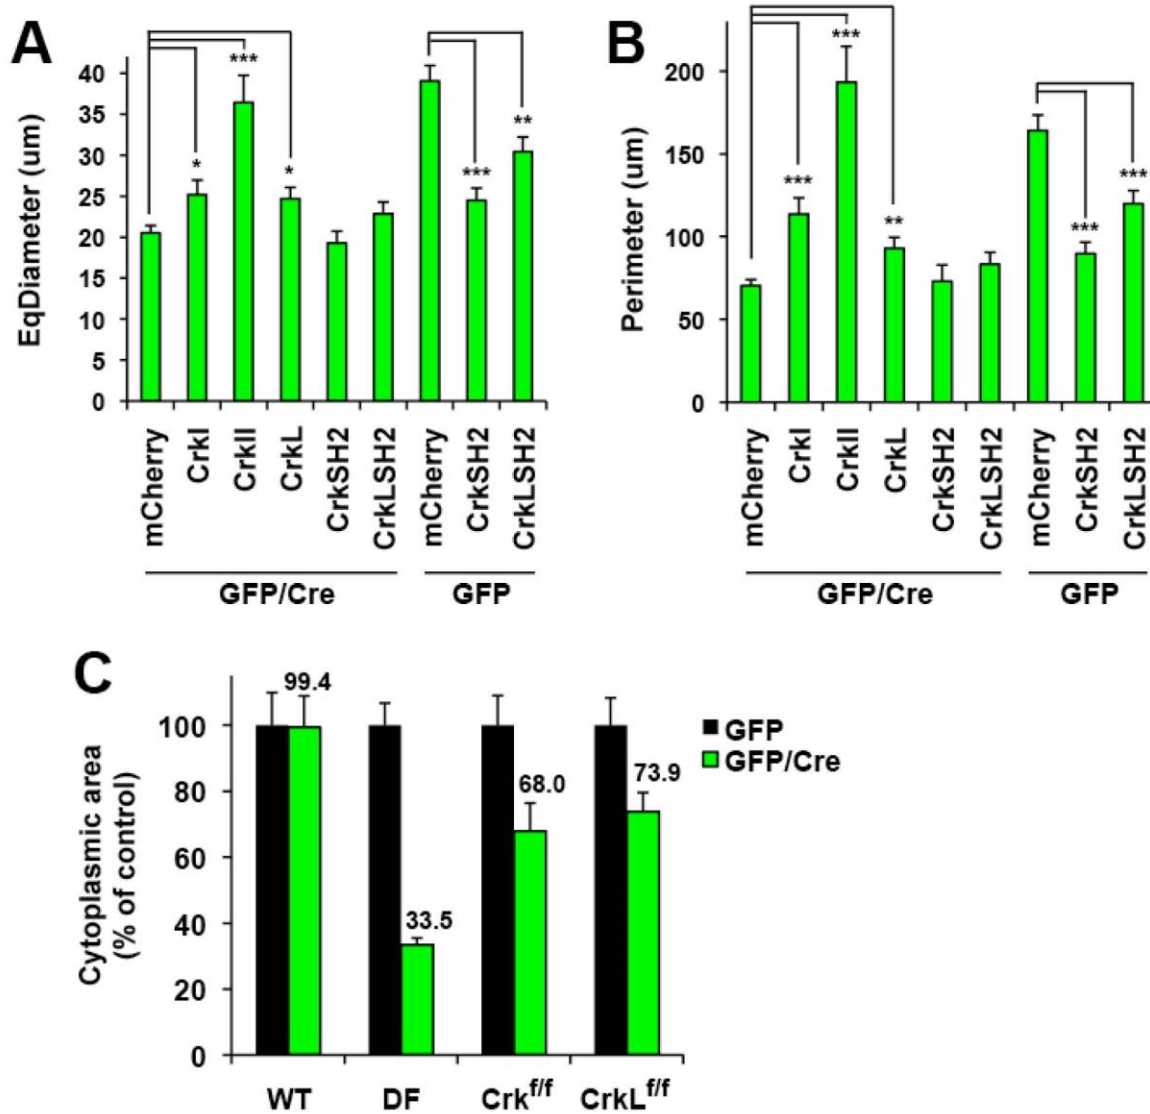 A
EqDiameter (um)
40
35
30
25
20
15
10
5
0
*
***
*
***
**
mCherry
CrkI
CrkII
CrkL
CrkSH2
CrkLSH2
mCherry
CrkSH2
CrkLSH2
GFP/Cre
GFP
B
Perimeter (um)
200
150
100
50
0
***
***
**
***
***
mCherry
CrkI
CrkII
CrkL
CrkSH2
CrkLSH2
mCherry
CrkSH2
CrkLSH2
GFP/Cre
GFP
C
Cytoplasmic area
(% of control)
100
80
60
40
20
0
99.4
33.5
68.0
73.9
GFP
GFP/Cre
WT
DF
Crk^f/f
CrkL^f/f